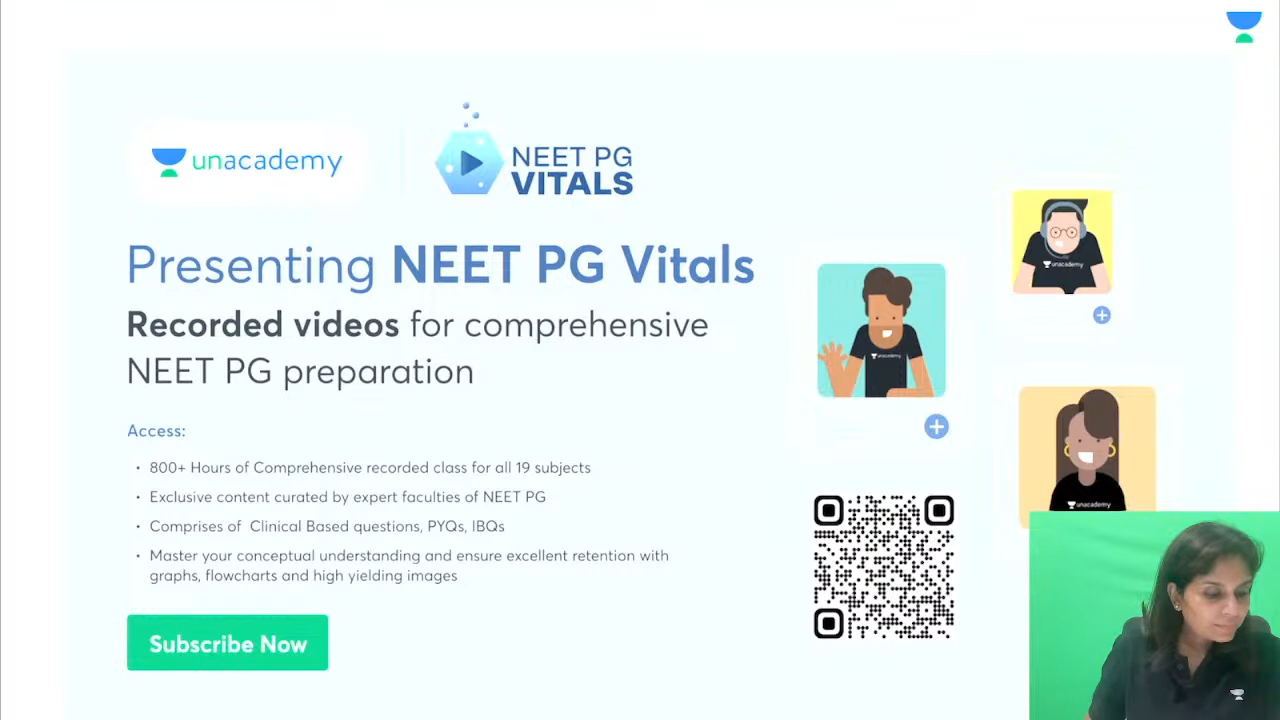 unacademy
NEET PG
VITALS
Presenting NEET PG Vitals
Recorded videos for comprehensive
NEET PG preparation
Access:
• 800+ Hours of Comprehensive recorded class for all 19 subjects
• Exclusive content curated by expert faculties of NEET PG
• Comprises of Clinical Based questions, PYQs, IBQs
• Master your conceptual understanding and ensure excellent retention with
graphs, flowcharts and high yielding images
Subscribe Now
unacademy
unacademy
unacademy